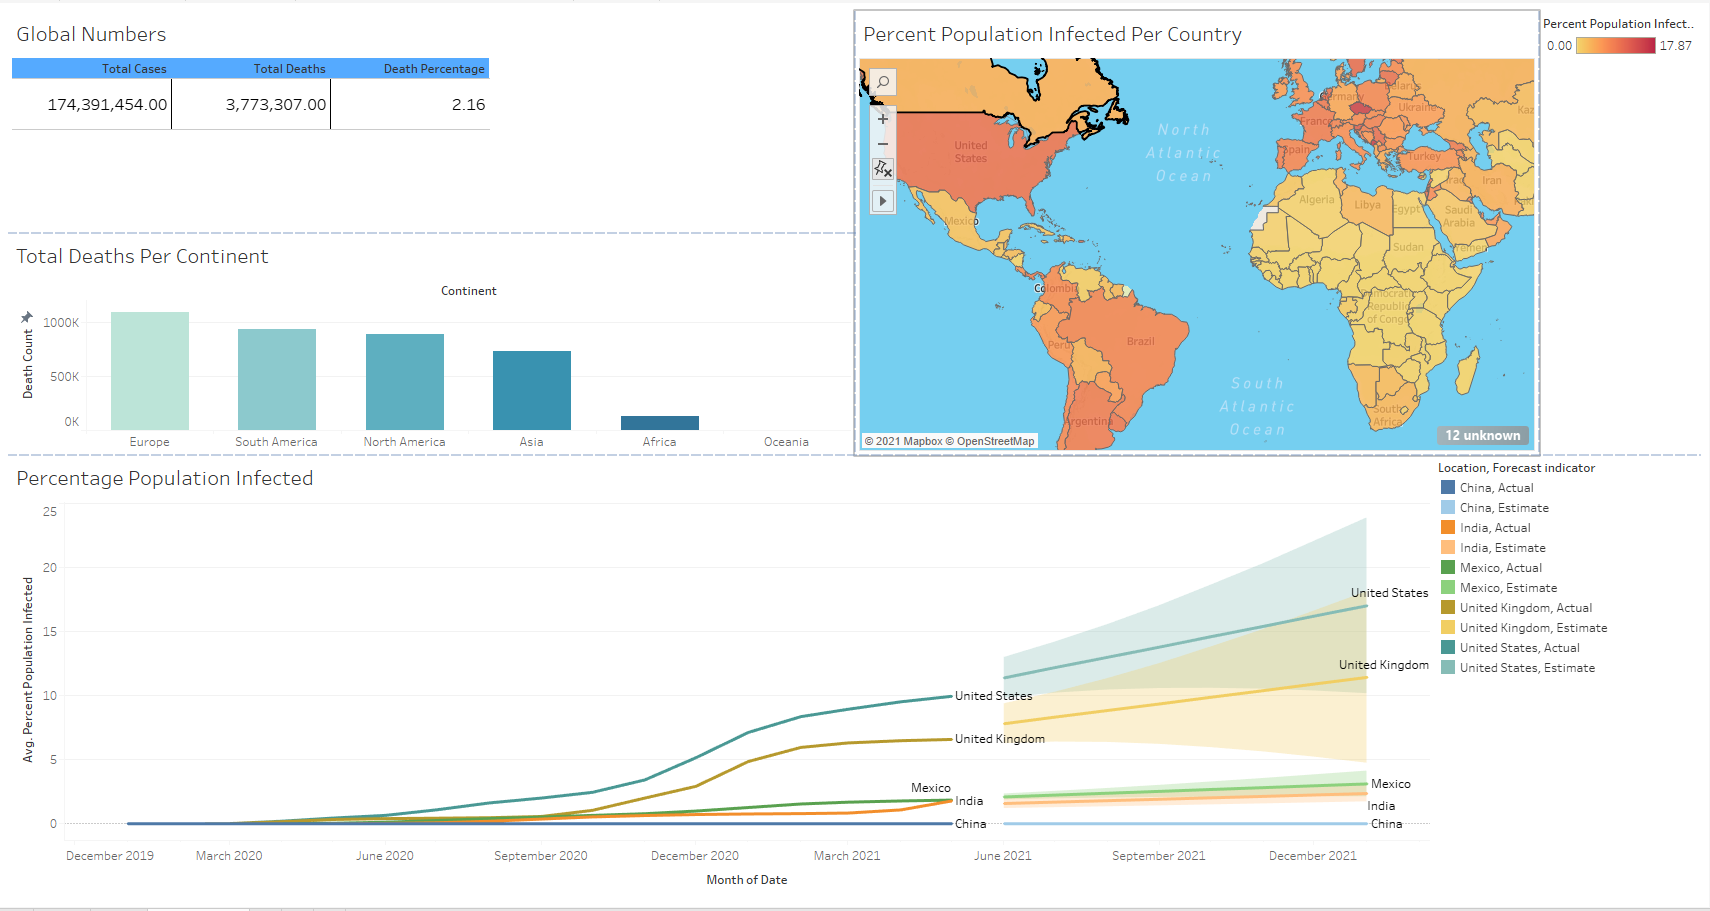 Global Numbers
Total Cases Total Deaths Death Percentage
174,391,454.00 3,773,307.00 2.16
Total Deaths Per Continent
Continent
Death Count
1000K
500K
0K
Europe South America North America Asia Africa Oceania
Percent Population Infected Per Country
North
Atlantic
Ocean
United
States
Mexico
Colombia
Peru
Brazil
Argentina
South
Atlantic
Ocean
Germany
Belarus
Ukraine
France
Spain
Turkey
Iraq
Iran
Algeria
Libya
Egypt
Saudi
Arabia
Sudan
Yemen
Democratic
Republic
of Congo
South
Africa
© 2021 Mapbox © OpenStreetMap
12 unknown
Percent Population Infect..
0.00 17.87
Percentage Population Infected
Avg. Percent Population Infected
25
20
15
10
5
0
United States
United Kingdom
Mexico
India
China
United States
United Kingdom
Mexico
India
China
December 2019 March 2020 June 2020 September 2020 December 2020 March 2021 June 2021 September 2021 December 2021
Month of Date
Location, Forecast indicator
China, Actual
China, Estimate
India, Actual
India, Estimate
Mexico, Actual
Mexico, Estimate
United Kingdom, Actual
United Kingdom, Estimate
United States, Actual
United States, Estimate